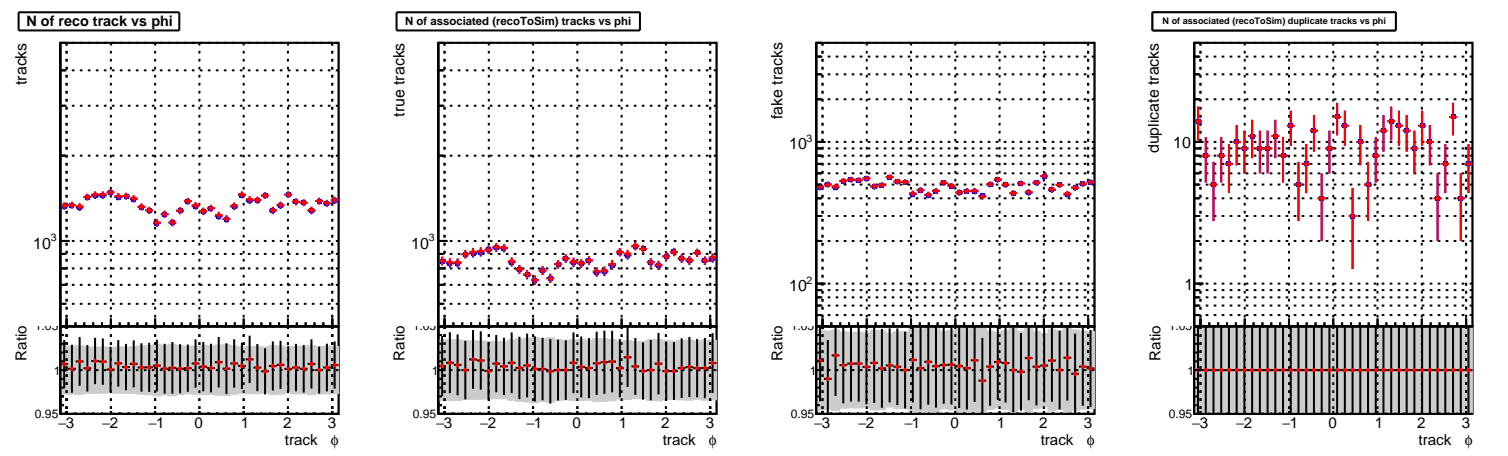 N of reco track vs phi
tracks
10³
Ratio
1.05
1
0.95
−3 −2 −1 0 1 2 3
track ϕ
N of associated (recoToSim) tracks vs phi
true tracks
10³
Ratio
1.05
1
0.95
−3 −2 −1 0 1 2 3
track ϕ
fake tracks
10³
10²
Ratio
1.05
1
0.95
−3 −2 −1 0 1 2 3
track ϕ
N of associated (recoToSim) duplicate tracks vs phi
duplicate tracks
10
1
Ratio
1.05
1
0.95
−3 −2 −1 0 1 2 3
track ϕ